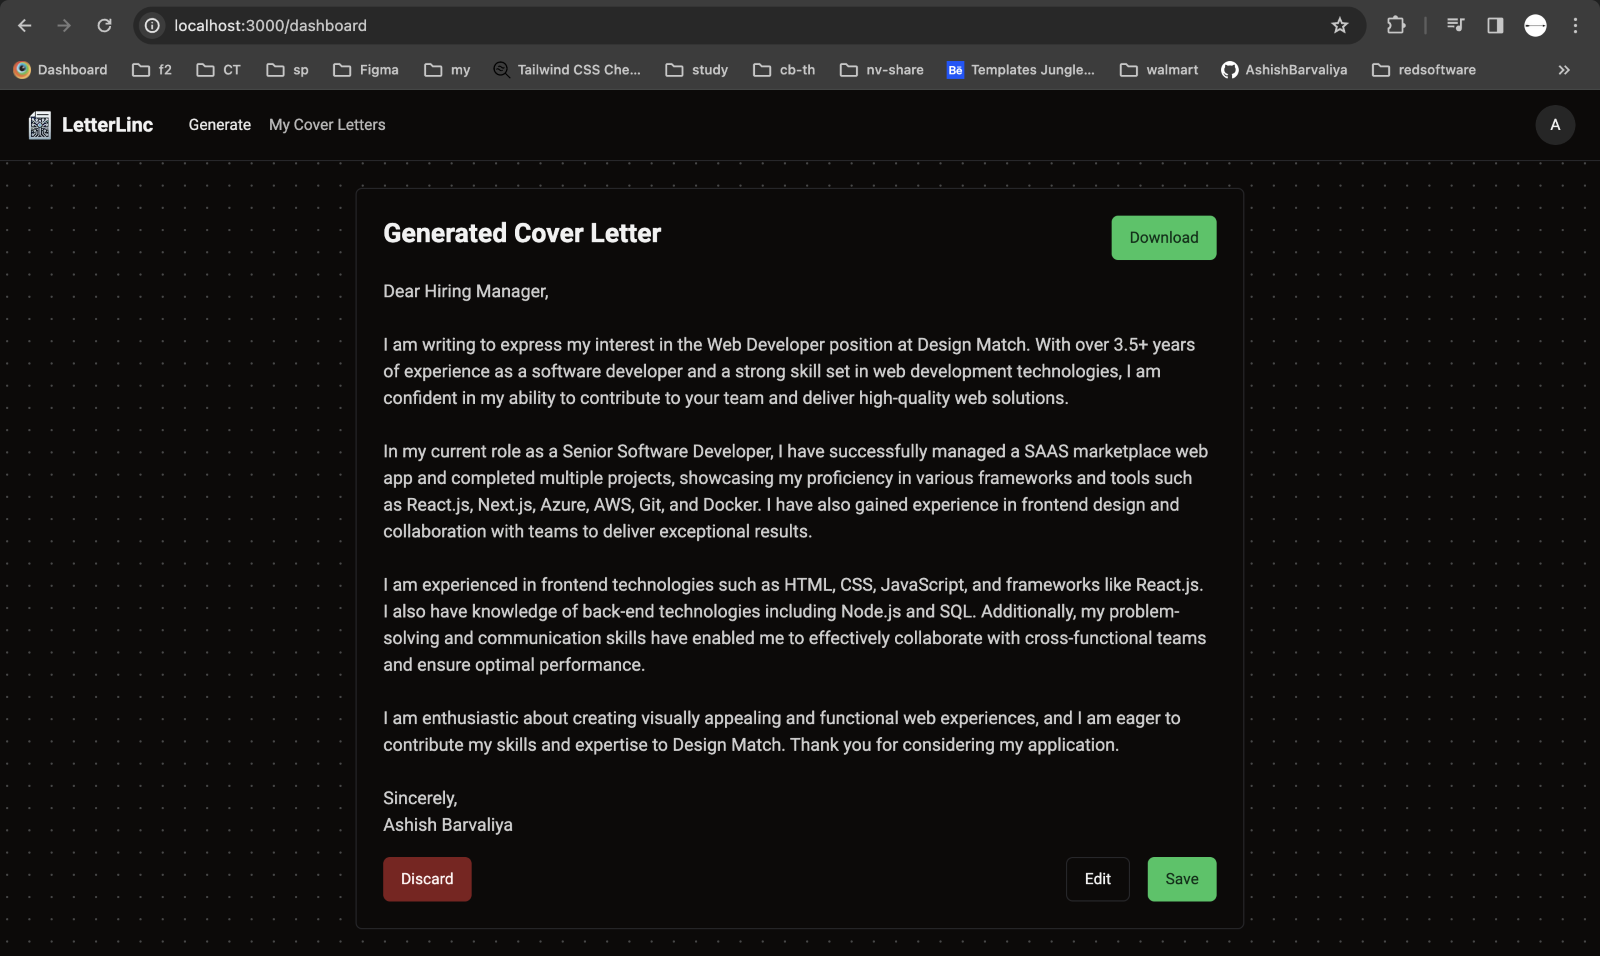 localhost:3000/dashboard
Dashboard f2 CT sp Figma my Tailwind CSS Che... study cb-th nv-share Bē Templates Jungle... walmart AshishBarvaliya redsoftware »
LetterLinc Generate My Cover Letters A
Generated Cover Letter Download
Dear Hiring Manager,
I am writing to express my interest in the Web Developer position at Design Match. With over 3.5+ years
of experience as a software developer and a strong skill set in web development technologies, I am
confident in my ability to contribute to your team and deliver high-quality web solutions.
In my current role as a Senior Software Developer, I have successfully managed a SAAS marketplace web
app and completed multiple projects, showcasing my proficiency in various frameworks and tools such
as React.js, Next.js, Azure, AWS, Git, and Docker. I have also gained experience in frontend design and
collaboration with teams to deliver exceptional results.
I am experienced in frontend technologies such as HTML, CSS, JavaScript, and frameworks like React.js.
I also have knowledge of back-end technologies including Node.js and SQL. Additionally, my problem-
solving and communication skills have enabled me to effectively collaborate with cross-functional teams
and ensure optimal performance.
I am enthusiastic about creating visually appealing and functional web experiences, and I am eager to
contribute my skills and expertise to Design Match. Thank you for considering my application.
Sincerely,
Ashish Barvaliya
Discard Edit Save